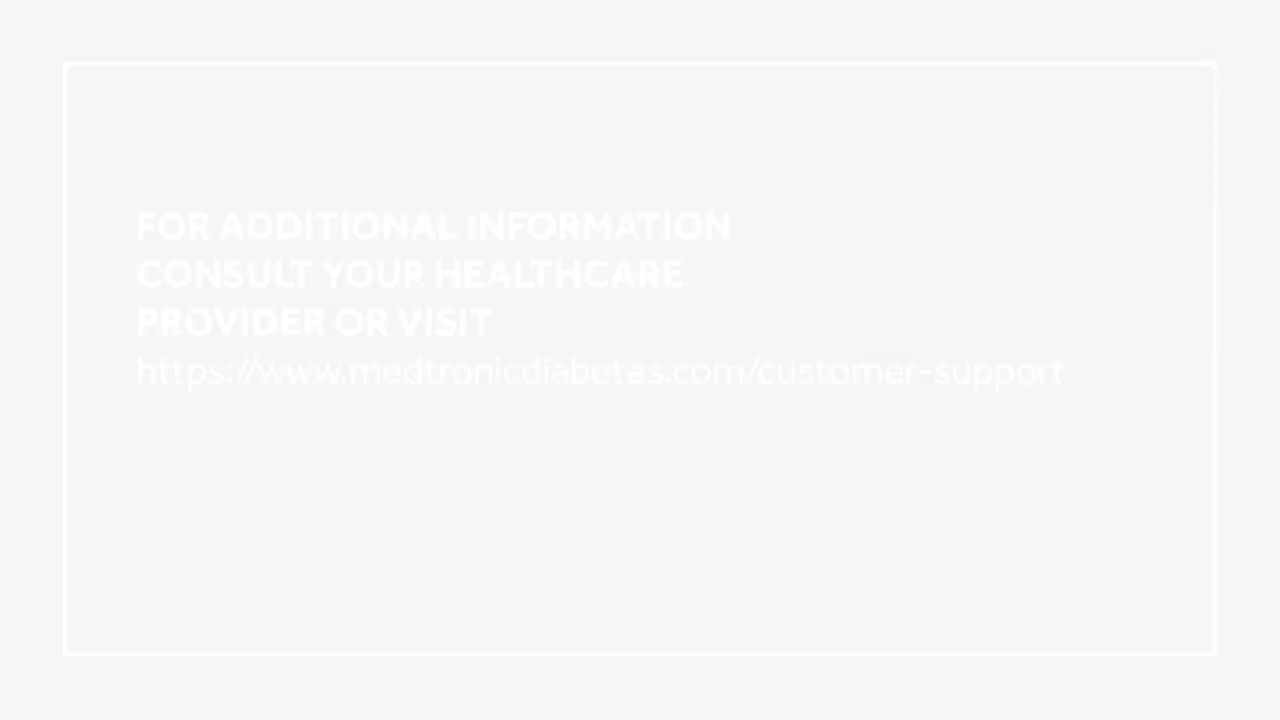 FOR ADDITIONAL INFORMATION
CONSULT YOUR HEALTHCARE
PROVIDER OR VISIT
https://www.medtronicdiabetes.com/customer-support